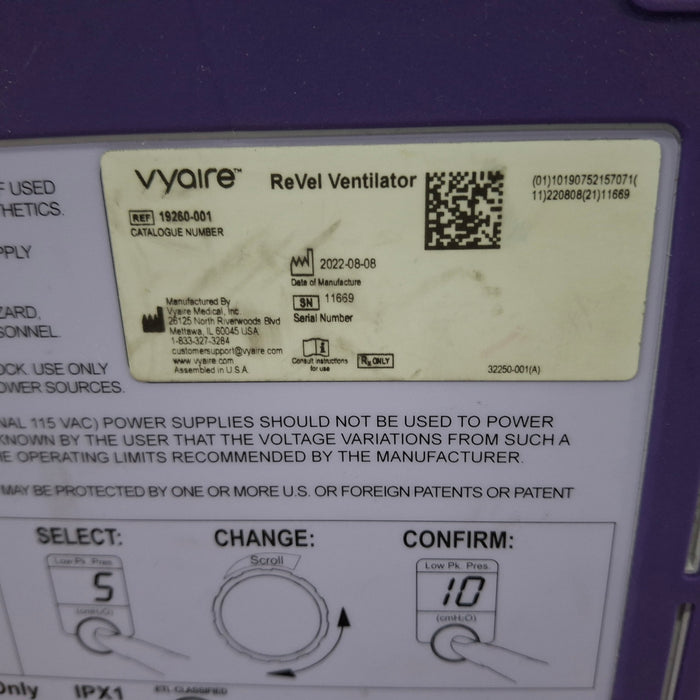 F USED
HETICS.
PPLY
ZARD,
SONNEL.
OCK. USE ONLY
OWER SOURCES.
vyaire™
ReVel Ventilator
(01)10190752157071(
11)220808(21)11669
REF 19260-001
CATALOGUE NUMBER
2022-08-08
Date of Manufacture
SN 11669
Serial Number
Manufactured By
Vyaire Medical, Inc.
26125 North Riverwoods Blvd
Mettawa, IL 60045 USA
1-833-327-3284
customersupport@vyaire.com
www.vyaire.com
Assembled in U.S.A.
Consult instructions
for use
Rx ONLY
32250-001(A)
NAL 115 VAC) POWER SUPPLIES SHOULD NOT BE USED TO POWER
KNOWN BY THE USER THAT THE VOLTAGE VARIATIONS FROM SUCH A
E OPERATING LIMITS RECOMMENDED BY THE MANUFACTURER.
MAY BE PROTECTED BY ONE OR MORE U.S. OR FOREIGN PATENTS OR PATENT
SELECT:
Low Pk. Pres.
5
(cmH₂O)
CHANGE:
Scroll
CONFIRM:
Low Pk. Pres.
10
(cmH₂O)
Only
IPX1
ETL CLASSIFIED